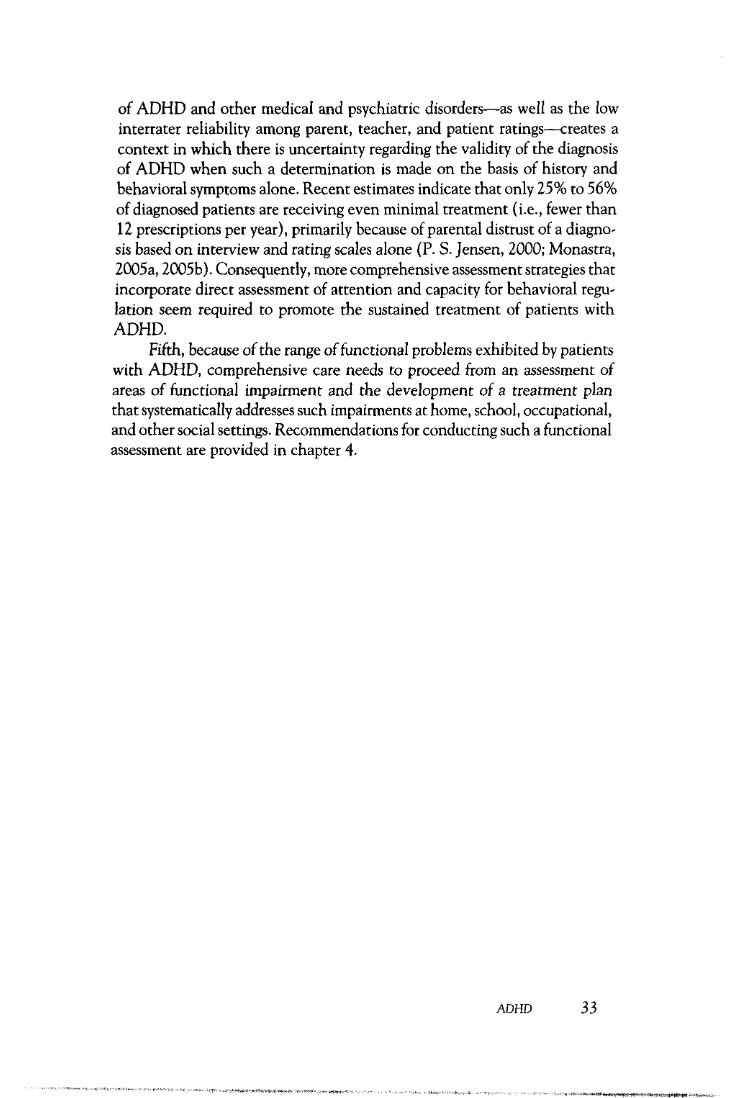 of ADHD and other medical and psychiatric disorders—as well as the low
interrater reliability among parent, teacher, and patient ratings—creates a
context in which there is uncertainty regarding the validity of the diagnosis
of ADHD when such a determination is made on the basis of history and
behavioral symptoms alone. Recent estimates indicate that only 25% to 56%
of diagnosed patients are receiving even minimal treatment (i.e., fewer than
12 prescriptions per year), primarily because of parental distrust of a diagno-
sis based on interview and rating scales alone (P. S. Jensen, 2000; Monastra,
2005a, 2005b). Consequently, more comprehensive assessment strategies that
incorporate direct assessment of attention and capacity for behavioral regu-
lation seem required to promote the sustained treatment of patients with
ADHD.
Fifth, because of the range of functional problems exhibited by patients
with ADHD, comprehensive care needs to proceed from an assessment of
areas of functional impairment and the development of a treatment plan
that systematically addresses such impairments at home, school, occupational,
and other social settings. Recommendations for conducting such a functional
assessment are provided in chapter 4.
ADHD 33